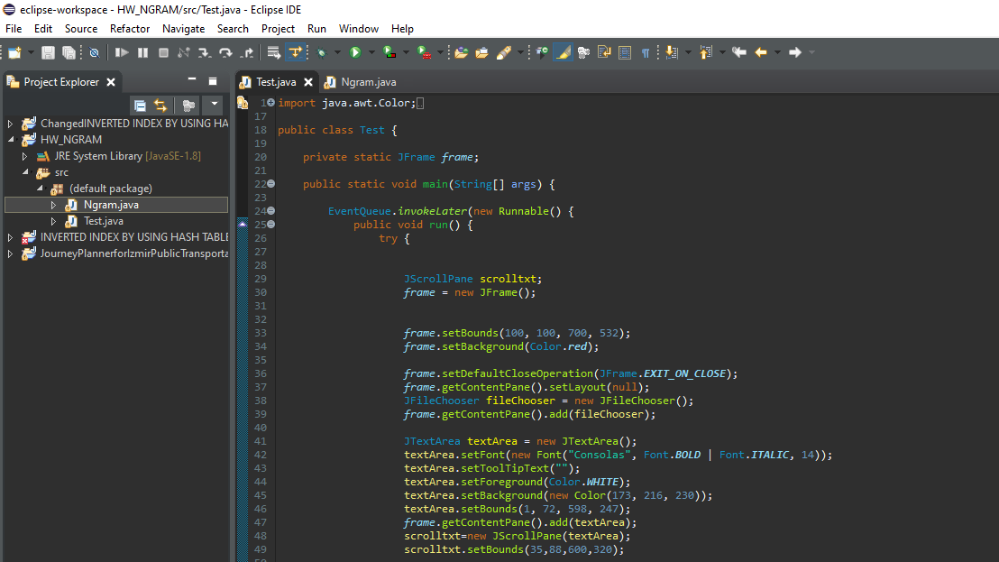 eclipse-workspace - HW_NGRAM/src/Test.java - Eclipse IDE
File Edit Source Refactor Navigate Search Project Run Window Help
Project Explorer
ChangedINVERTED INDEX BY USING HA
HW_NGRAM
JRE System Library [JavaSE-1.8]
src
(default package)
Ngram.java
Test.java
INVERTED INDEX BY USING HASH TABLE
JourneyPlannerforIzmirPublicTransporta
Test.java Ngram.java
1 import java.awt.Color;
17
18 public class Test {
19
20 private static JFrame frame;
21
22 public static void main(String[] args) {
23
24 EventQueue.invokeLater(new Runnable() {
25 public void run() {
26 try {
27
28
29 JScrollPane scrolltxt;
30 frame = new JFrame();
31
32
33 frame.setBounds(100, 100, 700, 532);
34 frame.setBackground(Color.red);
35
36 frame.setDefaultCloseOperation(JFrame.EXIT_ON_CLOSE);
37 frame.getContentPane().setLayout(null);
38 JFileChooser fileChooser = new JFileChooser();
39 frame.getContentPane().add(fileChooser);
40
41 JTextArea textArea = new JTextArea();
42 textArea.setFont(new Font("Consolas", Font.BOLD | Font.ITALIC, 14));
43 textArea.setToolTipText("");
44 textArea.setForeground(Color.WHITE);
45 textArea.setBackground(new Color(173, 216, 230));
46 textArea.setBounds(1, 72, 598, 247);
47 frame.getContentPane().add(textArea);
48 scrolltxt=new JScrollPane(textArea);
49 scrolltxt.setBounds(35,88,600,320);